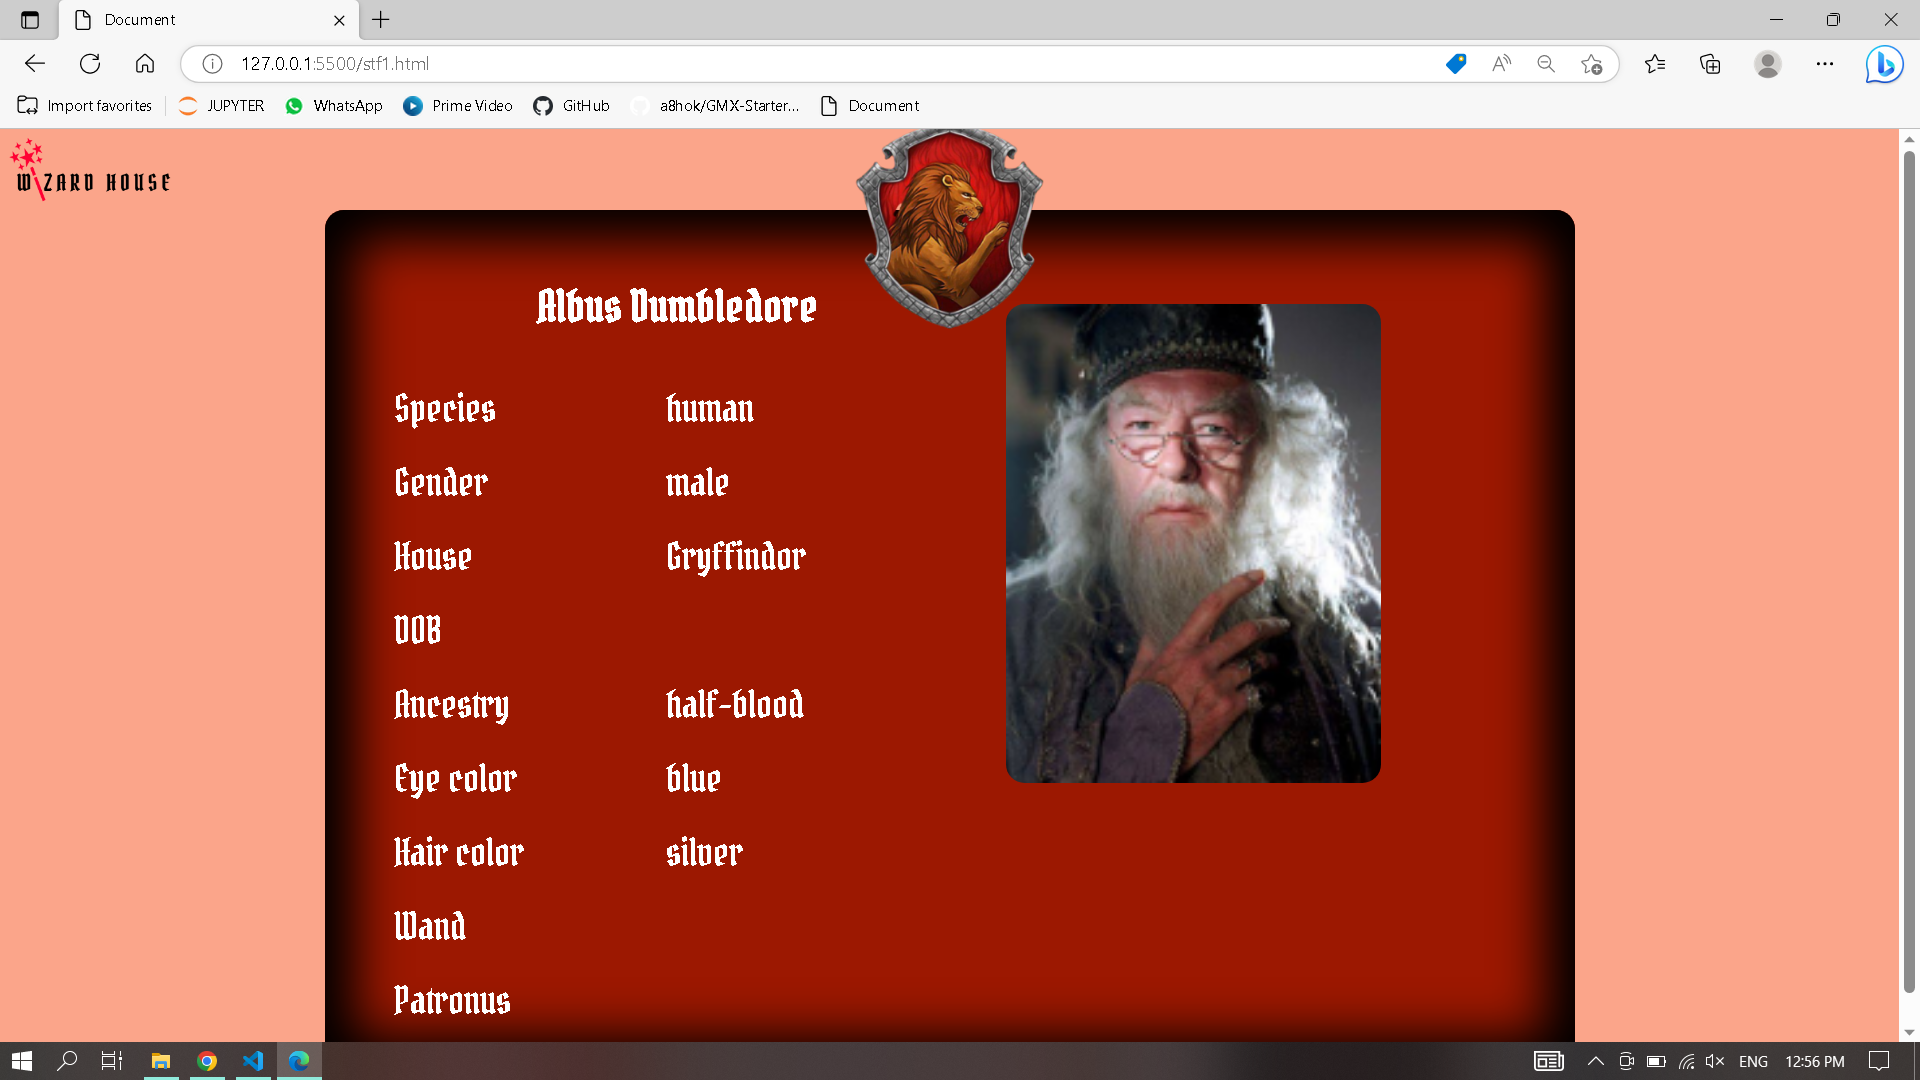 Document
127.0.0.1:5500/stf1.html
Import favorites JUPYTER WhatsApp Prime Video GitHub a8hok/GMX-Starter... Document
WIZARD HOUSE
Albus Dumbledore
Species human
Gender male
House Gryffindor
DOB
Ancestry half-blood
Eye color blue
Hair color silver
Wand
Patronus
ENG 12:56 PM